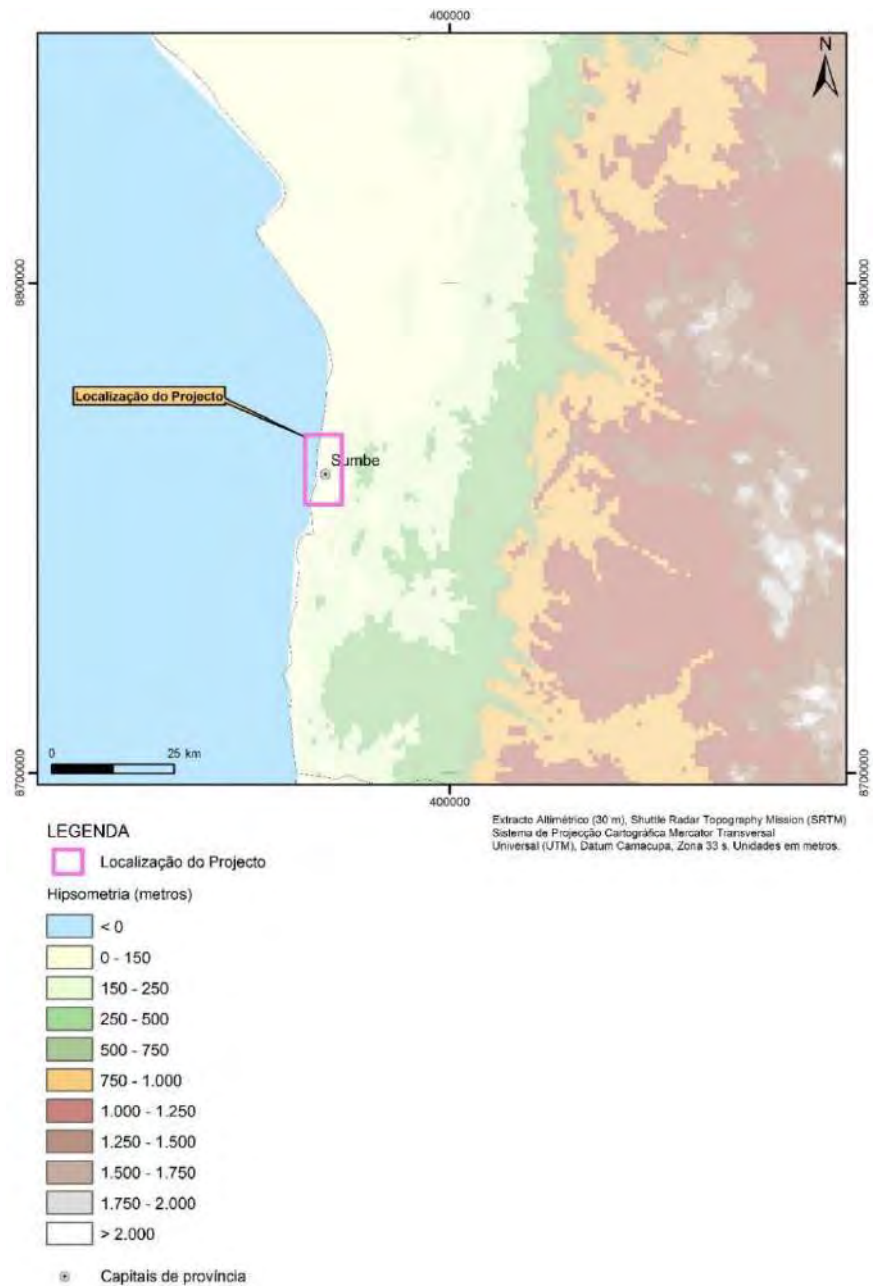 400000
N
8800000
8800000
Localização do Projecto
Sumbe
0 25 km
8700000
8700000
400000
Extracto Altimétrico (30 m), Shuttle Radar Topography Mission (SRTM)
Sistema de Projecção Cartográfica Mercator Transversal
Universal (UTM), Datum Camacupa, Zona 33 s. Unidades em metros.
LEGENDA
Localização do Projecto
Hipsometria (metros)
< 0
0 - 150
150 - 250
250 - 500
500 - 750
750 - 1.000
1.000 - 1.250
1.250 - 1.500
1.500 - 1.750
1.750 - 2.000
> 2.000
Capitais de província